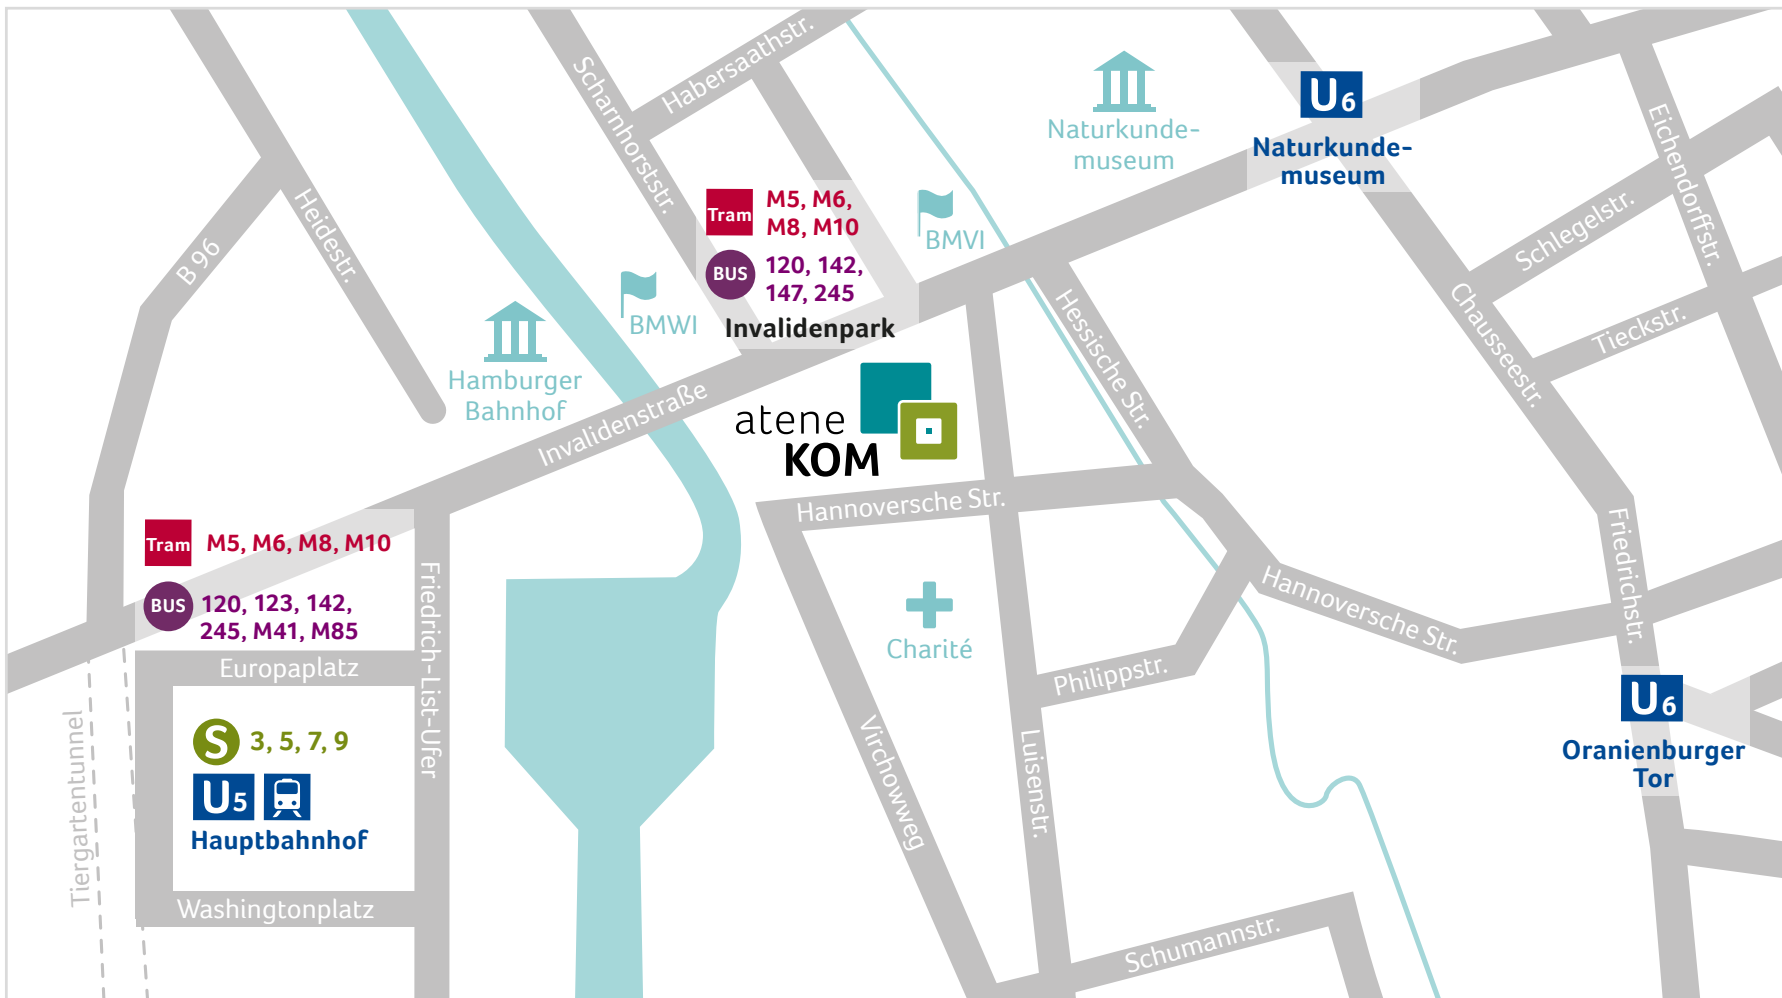 Habersaathstr.
Scharnhorststr.
Naturkunde-
museum
U6
Naturkunde-
museum
Eichendorffstr.
Schlegelstr.
Tieckstr.
Chausseestr.
Heidestr.
B 96
Tram
M5, M6,
M8, M10
BUS
120, 142,
147, 245
Invalidenpark
BMVI
BMWI
Hamburger
Bahnhof
Invalidenstraße
Hessische Str.
atene
KOM
Hannoversche Str.
Tram
M5, M6, M8, M10
BUS
120, 123, 142,
245, M41, M85
Europaplatz
Friedrich-List-Ufer
Tiergartentunnel
S
3, 5, 7, 9
U5
Hauptbahnhof
Washingtonplatz
Charité
Virchowweg
Luisenstr.
Philippstr.
Hannoversche Str.
Friedrichstr.
U6
Oranienburger
Tor
Schumannstr.